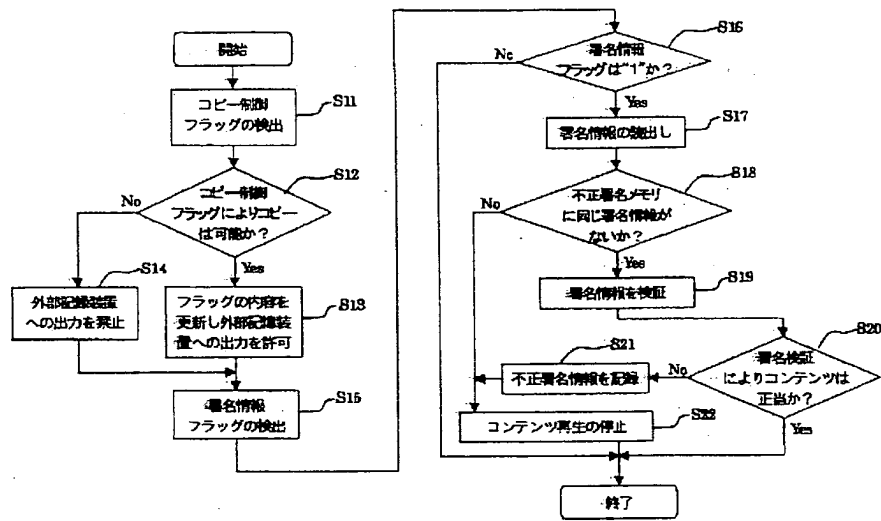 開始
S11
コピー制御
フラッグの検出
S12
コピー制御
フラッグによりコピー
は可能か?
No
Yes
S14
外部記録装置
への出力を禁止
S13
フラッグの内容を
更新し外部記憶装
置への出力を許可
S15
署名情報
フラッグの検出
S16
署名情報
フラッグは"1"か?
No
Yes
S17
署名情報の読出し
S18
不正署名メモリ
に同じ署名情報が
ないか?
No
Yes
S19
署名情報を検証
S20
署名検証
によりコンテンツは
正当か?
No
Yes
S21
不正署名情報を記録
S22
コンテンツ再生の停止
終了